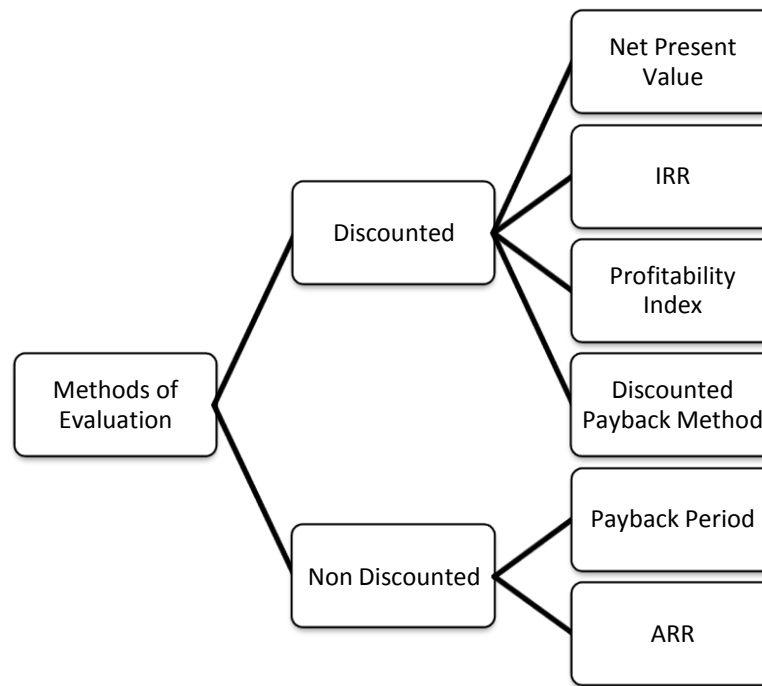 Net Present
Value
IRR
Discounted
Profitability
Index
Methods of
Evaluation
Discounted
Payback Method
Payback Period
Non Discounted
ARR